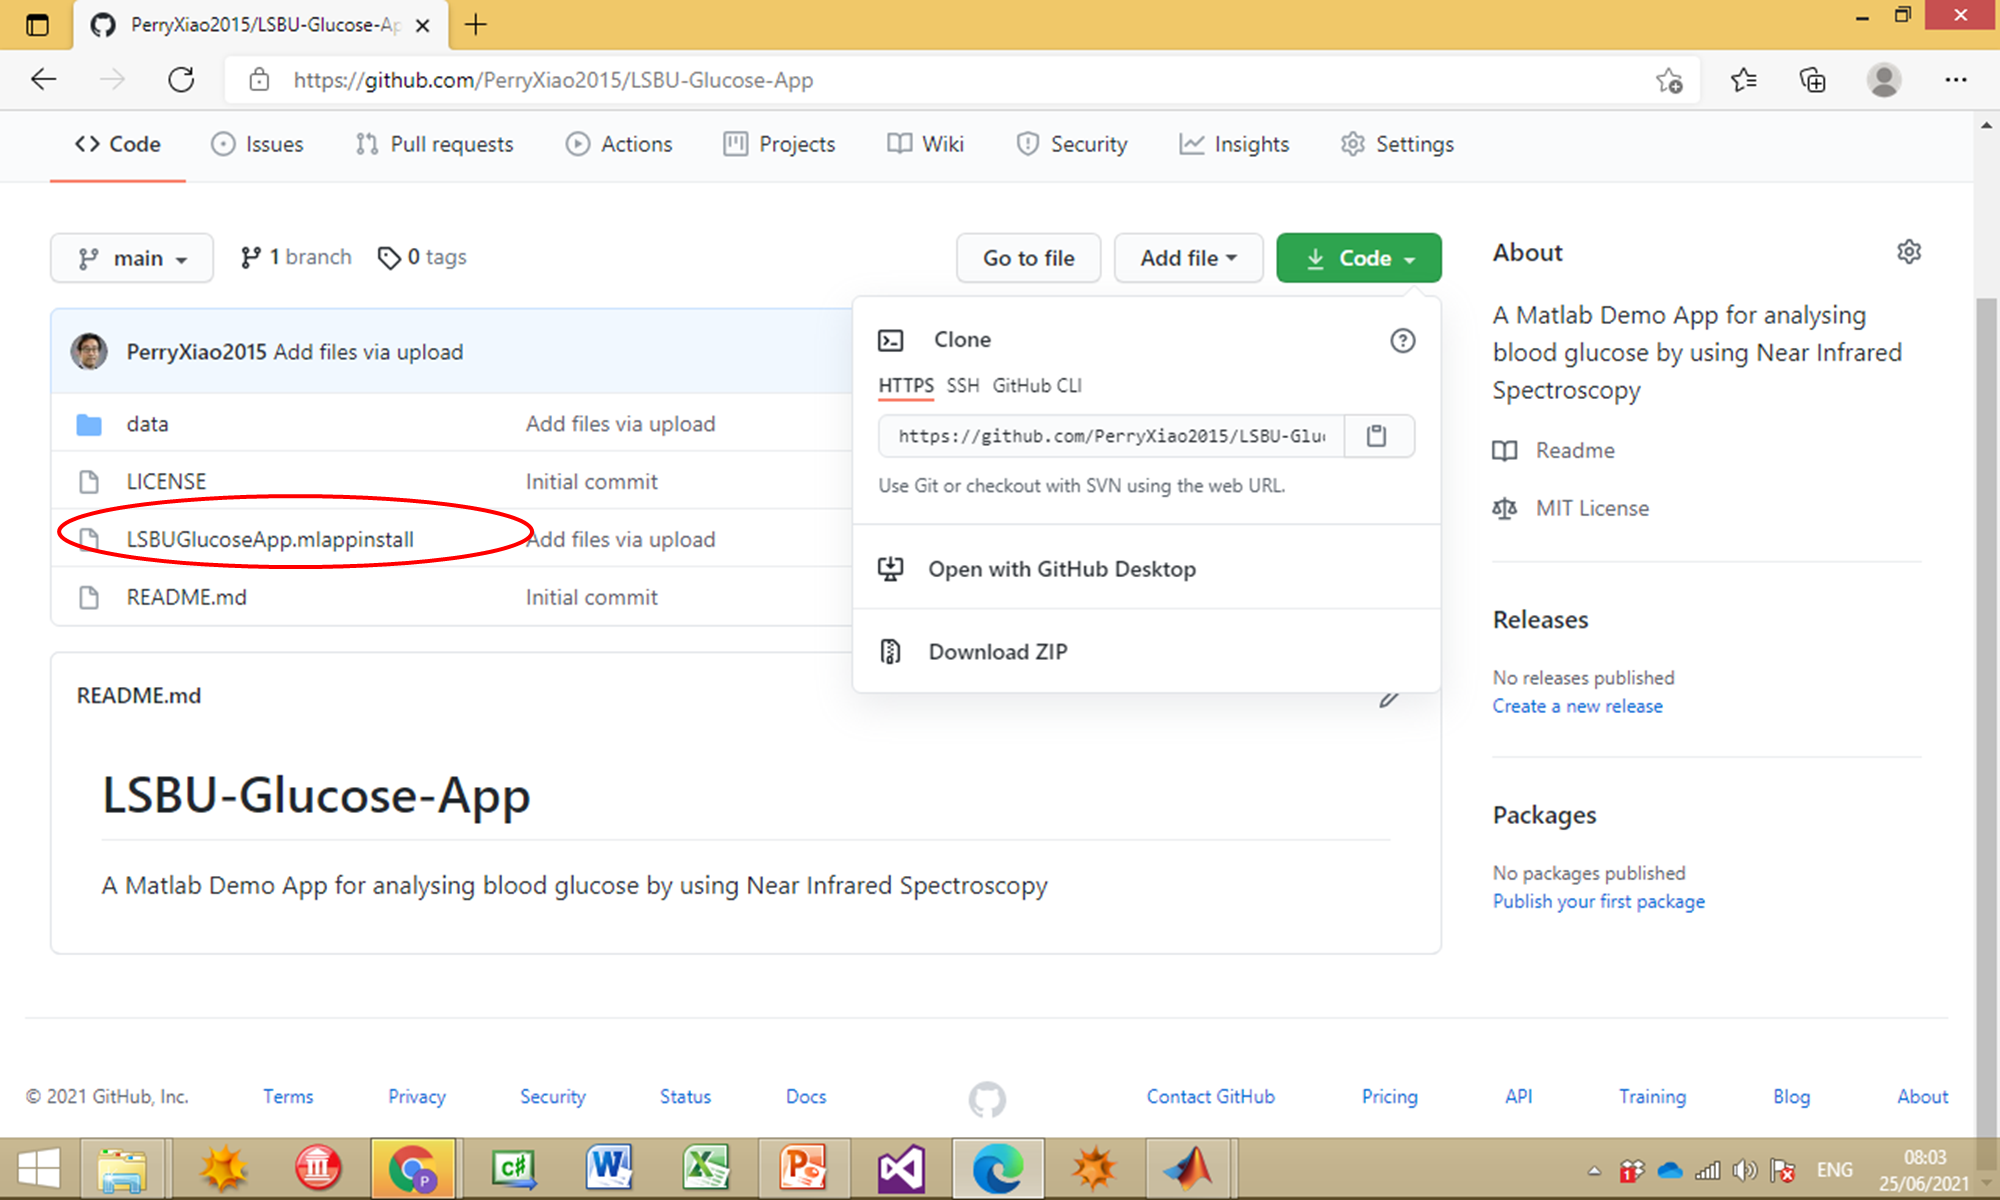 PerryXiao2015/LSBU-Glucose-Ap
https://github.com/PerryXiao2015/LSBU-Glucose-App
Code Issues Pull requests Actions Projects Wiki Security Insights Settings
main 1 branch 0 tags Go to file Add file Code
PerryXiao2015 Add files via upload
data Add files via upload
LICENSE Initial commit
LSBUGlucoseApp.mlappinstall Add files via upload
README.md Initial commit
Clone
HTTPS SSH GitHub CLI
https://github.com/PerryXiao2015/LSBU-Glu
Use Git or checkout with SVN using the web URL.
Open with GitHub Desktop
Download ZIP
README.md
LSBU-Glucose-App
A Matlab Demo App for analysing blood glucose by using Near Infrared Spectroscopy
About
A Matlab Demo App for analysing
blood glucose by using Near Infrared
Spectroscopy
Readme
MIT License
Releases
No releases published
Create a new release
Packages
No packages published
Publish your first package
© 2021 GitHub, Inc. Terms Privacy Security Status Docs Contact GitHub Pricing API Training Blog About
P C# W X P 1 ENG 08:03
25/06/2021